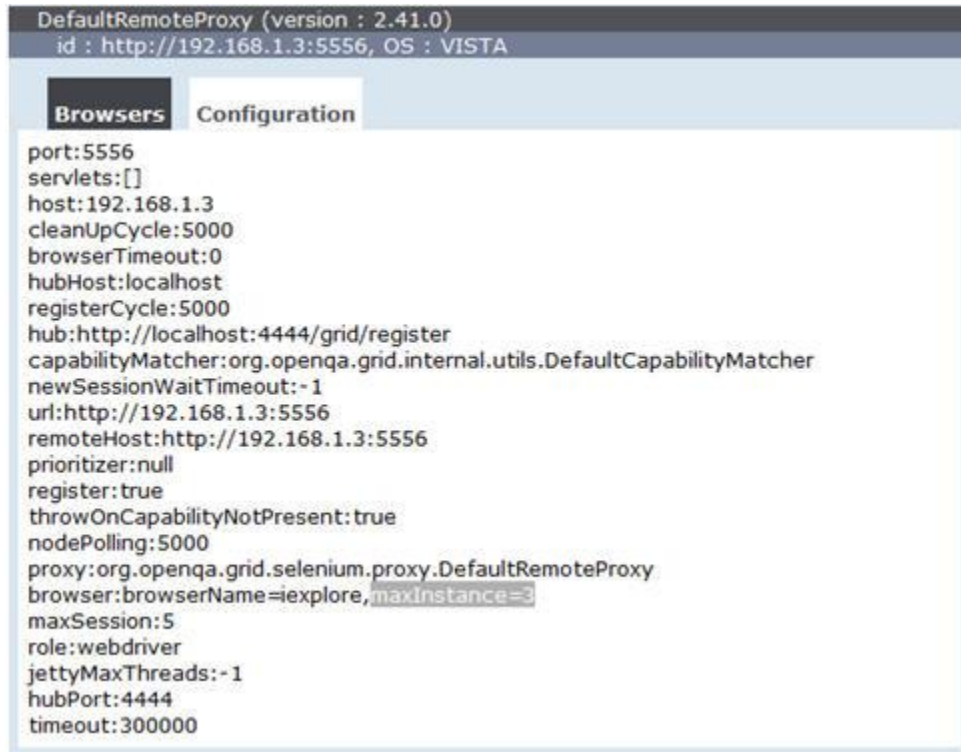 DefaultRemoteProxy (version : 2.41.0)
id : http://192.168.1.3:5556, OS : VISTA
Browsers Configuration
port:5556
servlets:[]
host:192.168.1.3
cleanUpCycle:5000
browserTimeout:0
hubHost:localhost
registerCycle:5000
hub:http://localhost:4444/grid/register
capabilityMatcher:org.openqa.grid.internal.utils.DefaultCapabilityMatcher
newSessionWaitTimeout:-1
url:http://192.168.1.3:5556
remoteHost:http://192.168.1.3:5556
prioritizer:null
register:true
throwOnCapabilityNotPresent:true
nodePolling:5000
proxy:org.openqa.grid.selenium.proxy.DefaultRemoteProxy
browser:browserName=iexplore,maxInstance=3
maxSession:5
role:webdriver
jettyMaxThreads:-1
hubPort:4444
timeout:300000